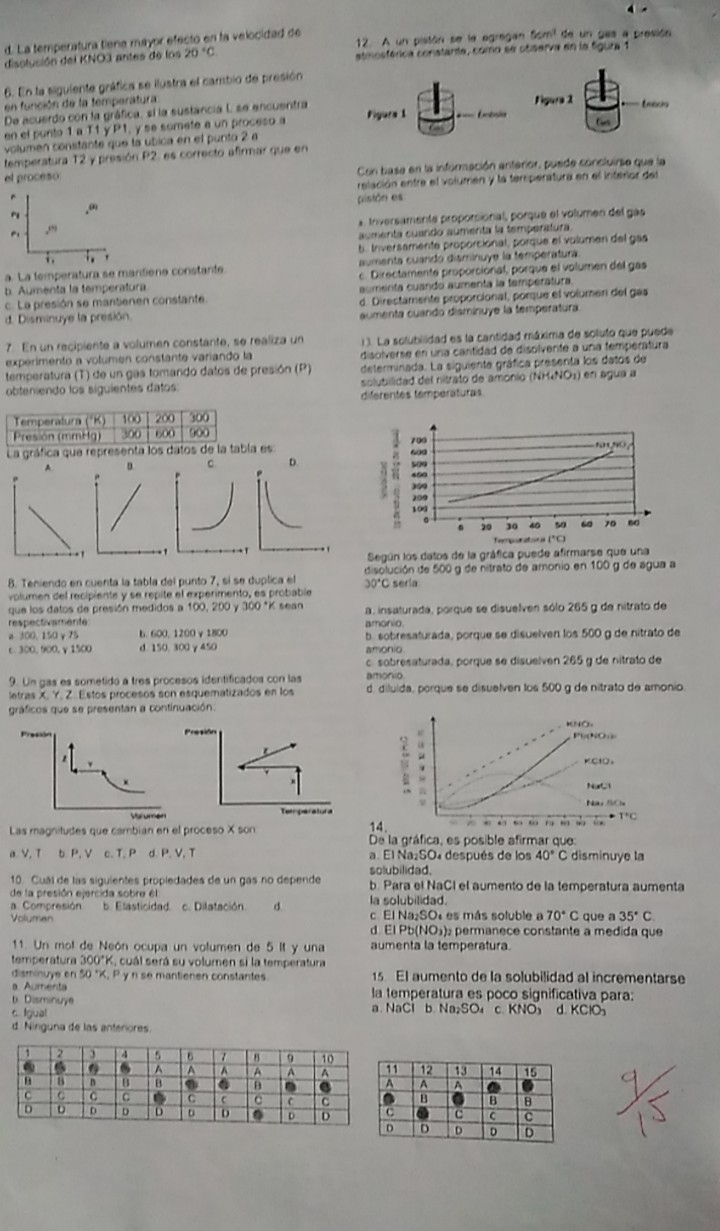 d. La temperatura tiene mayor efecto en la velocidad de
disolución del KNO3 antes de los 20 °C.
6. En la siguiente gráfica se ilustra el cambio de presión
en función de la temperatura
De acuerdo con la gráfica, si la sustancia L se encuentra
en el punto 1 a T1 y P1, y se somete a un proceso a
volumen constante que la ubica en el punto 2 a
temperatura T2 y presión P2, es correcto afirmar que en
el proceso:
P
P2
P1
(2)
(1)
T1 T2 T
a. La temperatura se mantiene constante.
b. Aumenta la temperatura.
c. La presión se mantienen constante.
d. Disminuye la presión.
7. En un recipiente a volumen constante, se realiza un
experimento a volumen constante variando la
temperatura (T) de un gas tomando datos de presión (P)
obteniendo los siguientes datos:
Temperatura (°K) 100 200 300
Presión (mmHg) 300 600 900
La gráfica que representa los datos de la tabla es:
A. B. C. D.
P P P P
T T T T
8. Teniendo en cuenta la tabla del punto 7, si se duplica el
volumen del recipiente y se repite el experimento, es probable
que los datos de presión medidos a 100, 200 y 300 °K sean
respectivamente:
a. 300, 150 y 75 b. 600, 1200 y 1800
c. 300, 900, y 1500 d. 150, 300 y 450
9. Un gas es sometido a tres procesos identificados con las
letras X, Y, Z. Estos procesos son esquematizados en los
gráficos que se presentan a continuación:
Presión Presión
Z Y X
Z Y X
Volumen Temperatura
Las magnitudes que cambian en el proceso X son:
a. V, T b. P, V c. T, P d. P, V, T
10. Cuál de las siguientes propiedades de un gas no depende
de la presión ejercida sobre él:
a. Compresión b. Elasticidad c. Dilatación d.
Volumen
11. Un mol de Neón ocupa un volumen de 5 lt y una
temperatura 300°K, cuál será su volumen si la temperatura
disminuye en 50 °K, P y n se mantienen constantes
a. Aumenta
b. Disminuye
c. Igual
d. Ninguna de las anteriores.
1 2 3 4 5 6 7 8 9 10
A A A A A A
B B B B B B
C C C C C C C C C
D D D D D D D D D
12. A un pistón se le agregan 5cm³ de un gas a presión
atmosférica constante, como se observa en la figura 1
Figura 1 Émbolo Figura 2 Émbolo
Gas Gas
Con base en la información anterior, puede concluirse que la
relación entre el volumen y la temperatura en el interior del
pistón es
a. Inversamente proporcional, porque el volumen del gas
aumenta cuando aumenta la temperatura.
b. Inversamente proporcional, porque el volumen del gas
aumenta cuando disminuye la temperatura
c. Directamente proporcional, porque el volumen del gas
aumenta cuando aumenta la temperatura.
d. Directamente proporcional, porque el volumen del gas
aumenta cuando disminuye la temperatura
13. La solubilidad es la cantidad máxima de soluto que puede
disolverse en una cantidad de disolvente a una temperatura
determinada. La siguiente gráfica presenta los datos de
solubilidad del nitrato de amonio (NH₄NO₃) en agua a
diferentes temperaturas
700
600
500
400
300
200
100
0
NH₄NO₃
0 20 30 40 50 60 70 80
Temperatura (°C)
Según los datos de la gráfica puede afirmarse que una
disolución de 500 g de nitrato de amonio en 100 g de agua a
30°C sería
a. insaturada, porque se disuelven sólo 265 g de nitrato de
amonio.
b. sobresaturada, porque se disuelven los 500 g de nitrato de
amonio
c. sobresaturada, porque se disuelven 265 g de nitrato de
amonio.
d. diluida, porque se disuelven los 500 g de nitrato de amonio.
KNO₃
Pb(NO₃)₂
KClO₃
NaCl
Na₂SO₄
T°C
14.
De la gráfica, es posible afirmar que:
a. El Na₂SO₄ después de los 40° C disminuye la
solubilidad.
b. Para el NaCl el aumento de la temperatura aumenta
la solubilidad.
c. El Na₂SO₄ es más soluble a 70° C que a 35° C.
d. El Pb(NO₃)₂ permanece constante a medida que
aumenta la temperatura.
15. El aumento de la solubilidad al incrementarse
la temperatura es poco significativa para:
a. NaCl b. Na₂SO₄ c. KNO₃ d. KClO₃
11 12 13 14 15
A A A
B B B
C C C C
D D D D D
9/15